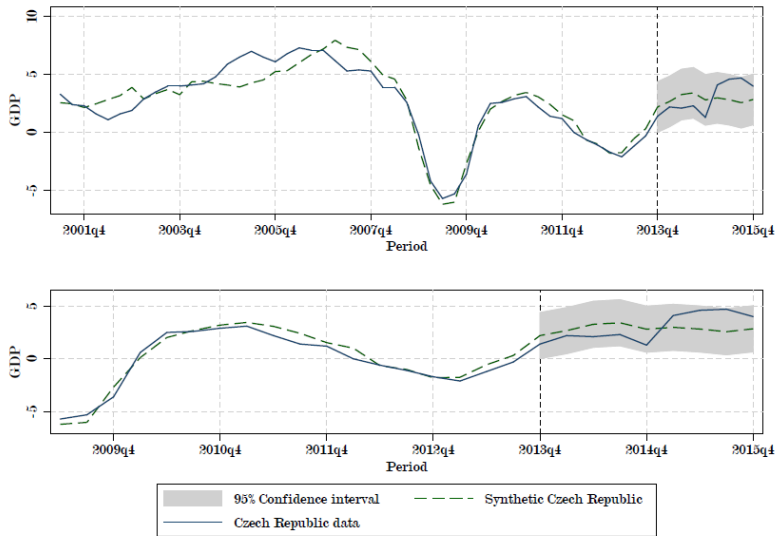 10
5
0
-5
GDP
2001q4 2003q4 2005q4 2007q4 2009q4 2011q4 2013q4 2015q4
Period
5
0
-5
GDP
2009q4 2010q4 2011q4 2012q4 2013q4 2014q4 2015q4
Period
95% Confidence interval Synthetic Czech Republic
Czech Republic data